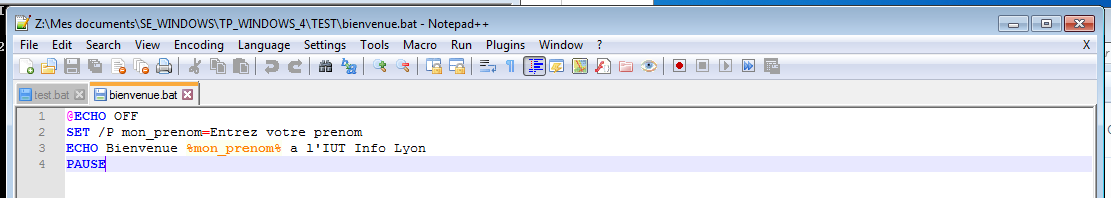 Z:\Mes documents\SE_WINDOWS\TP_WINDOWS_4\TEST\bienvenue.bat - Notepad++
File Edit Search View Encoding Language Settings Tools Macro Run Plugins Window ? X
test.bat bienvenue.bat
1 @ECHO OFF
2 SET /P mon_prenom=Entrez votre prenom
3 ECHO Bienvenue %mon_prenom% a l'IUT Info Lyon
4 PAUSE